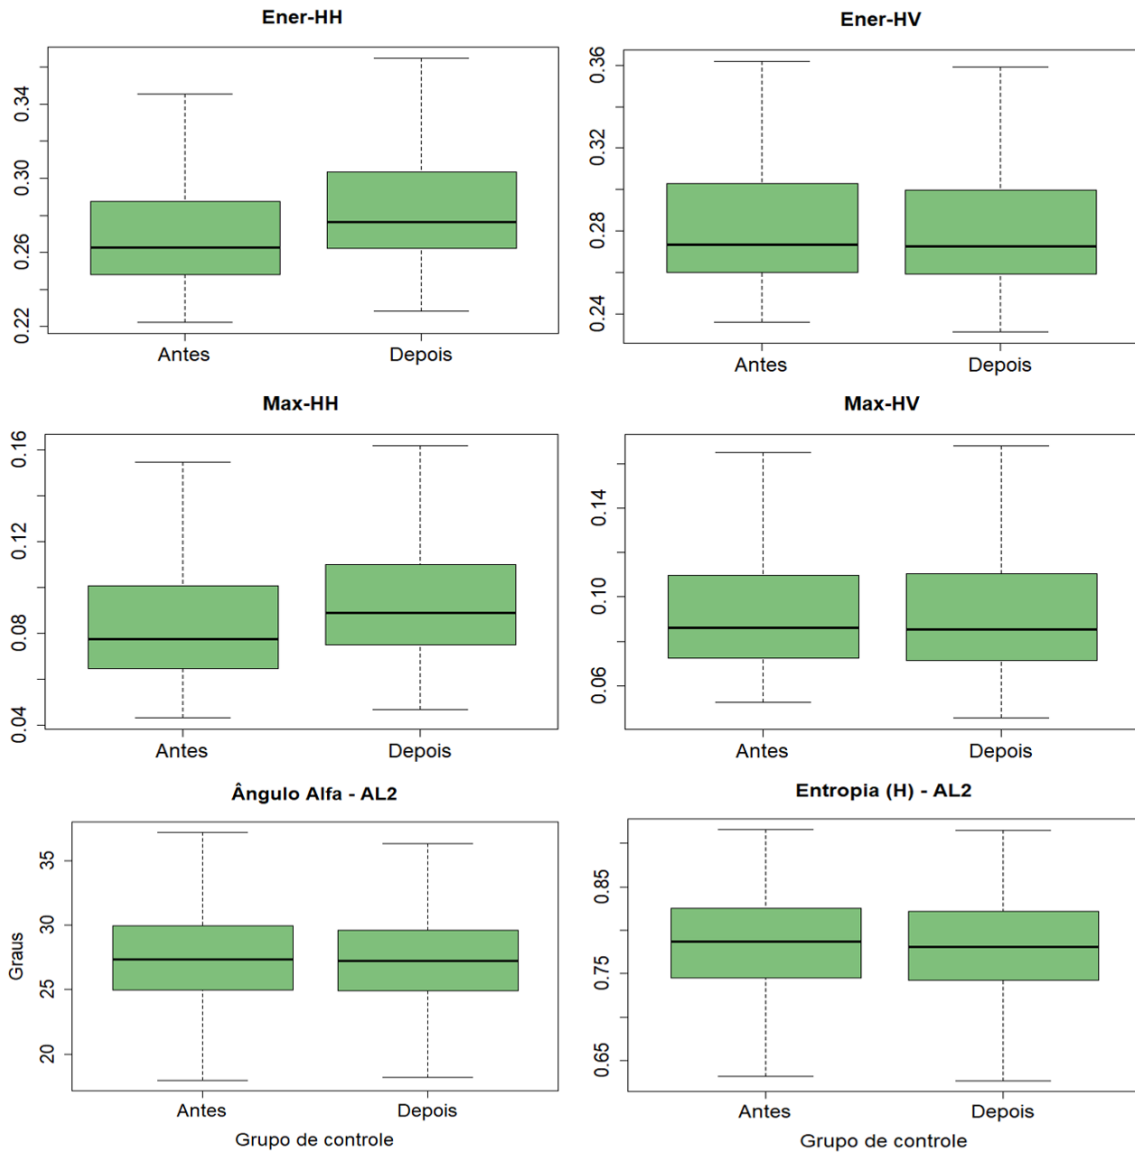 Ener-HH
0.34
0.30
0.26
0.22
Antes Depois
Ener-HV
0.36
0.32
0.28
0.24
Antes Depois
Max-HH
0.16
0.12
0.08
0.04
Antes Depois
Max-HV
0.14
0.10
0.06
Antes Depois
Ângulo Alfa - AL2
Graus
35
30
25
20
Antes Depois
Grupo de controle
Entropia (H) - AL2
0.85
0.75
0.65
Antes Depois
Grupo de controle